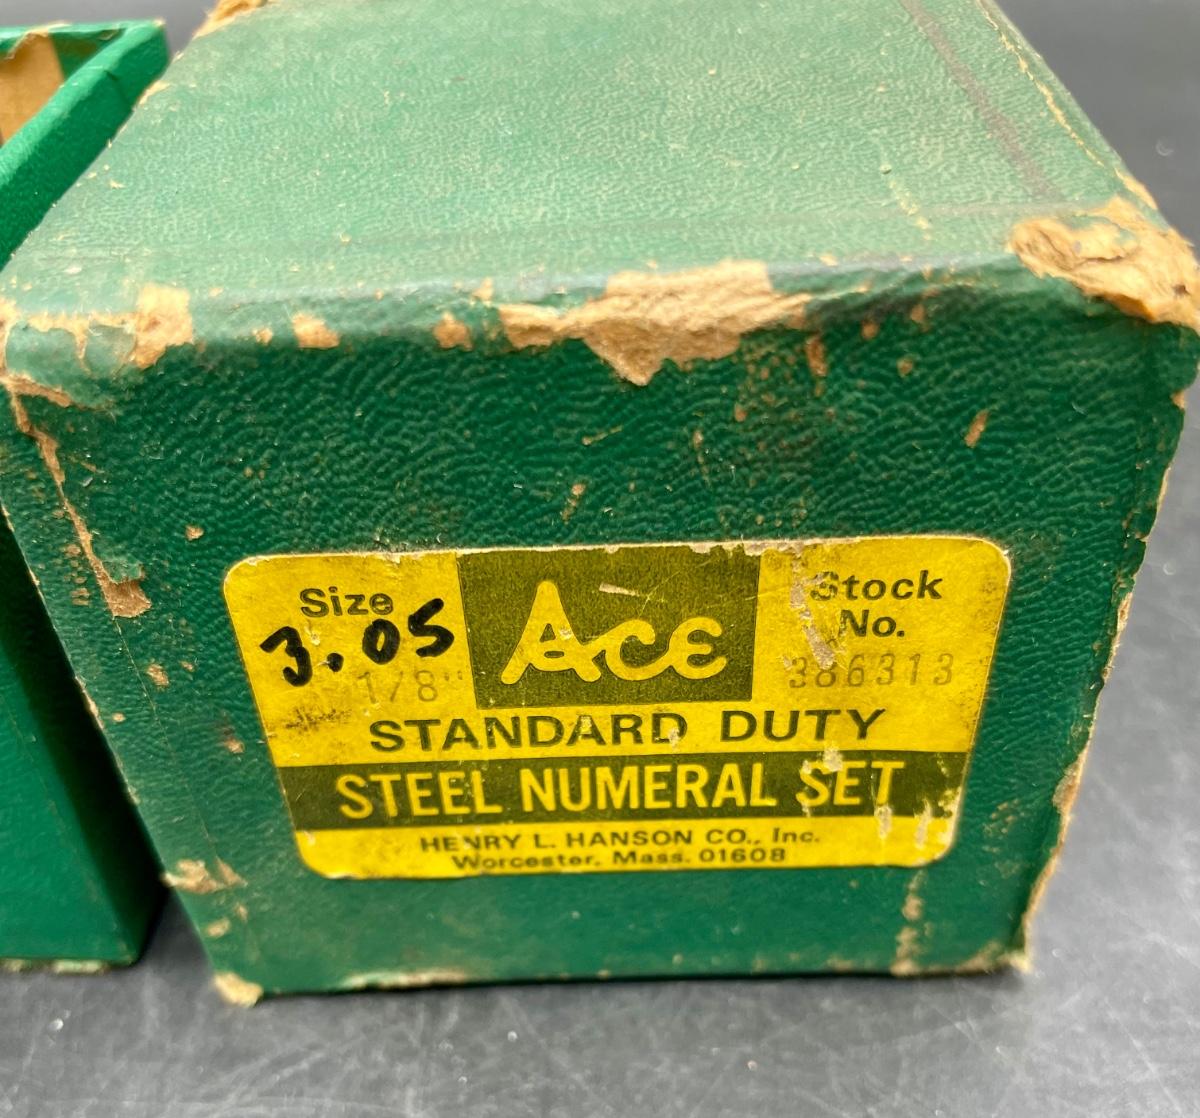 Size
3.05
1/8"
Ace
Stock
No.
386313
STANDARD DUTY
STEEL NUMERAL SET
HENRY L. HANSON CO., Inc.
Worcester, Mass. 01608